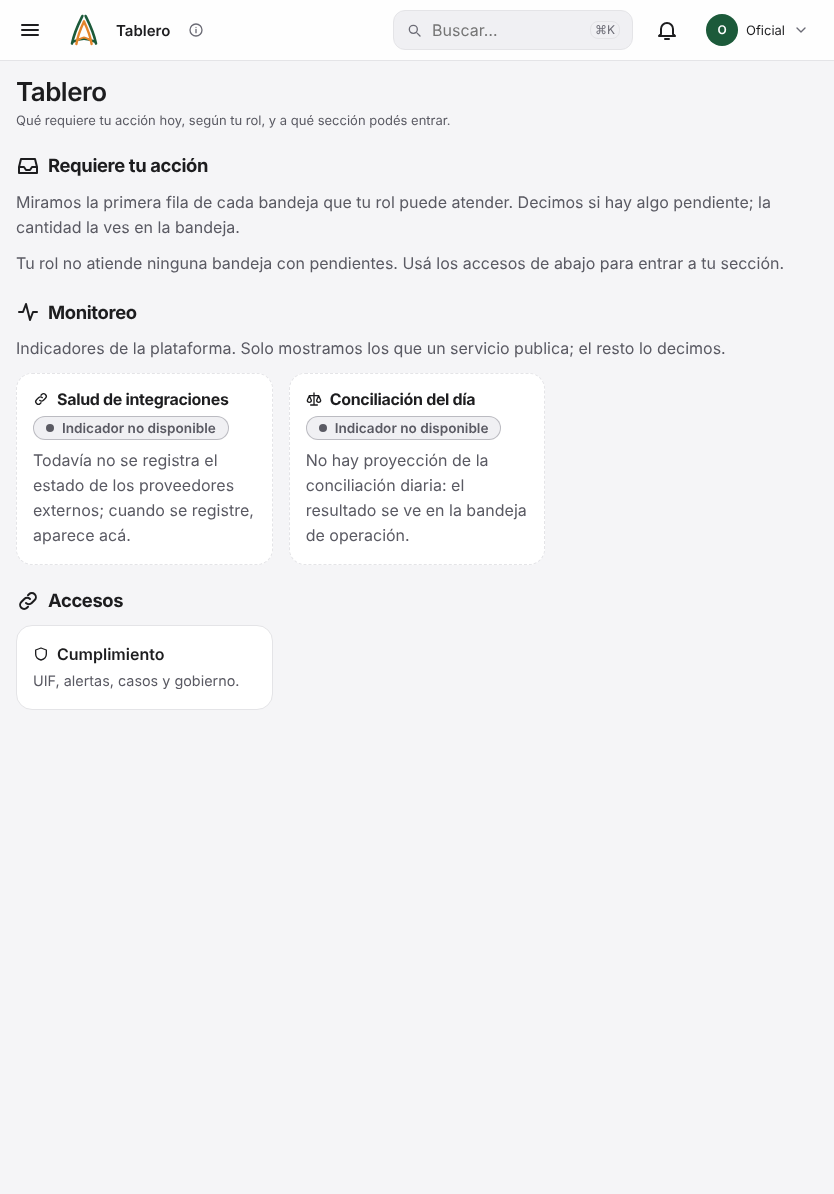 Tablero
Buscar...
⌘K
O
Oficial
Tablero
Qué requiere tu acción hoy, según tu rol, y a qué sección podés entrar.
Requiere tu acción
Miramos la primera fila de cada bandeja que tu rol puede atender. Decimos si hay algo pendiente; la
cantidad la ves en la bandeja.
Tu rol no atiende ninguna bandeja con pendientes. Usá los accesos de abajo para entrar a tu sección.
Monitoreo
Indicadores de la plataforma. Solo mostramos los que un servicio publica; el resto lo decimos.
Salud de integraciones
Indicador no disponible
Todavía no se registra el
estado de los proveedores
externos; cuando se registre,
aparece acá.
Conciliación del día
Indicador no disponible
No hay proyección de la
conciliación diaria: el
resultado se ve en la bandeja
de operación.
Accesos
Cumplimiento
UIF, alertas, casos y gobierno.